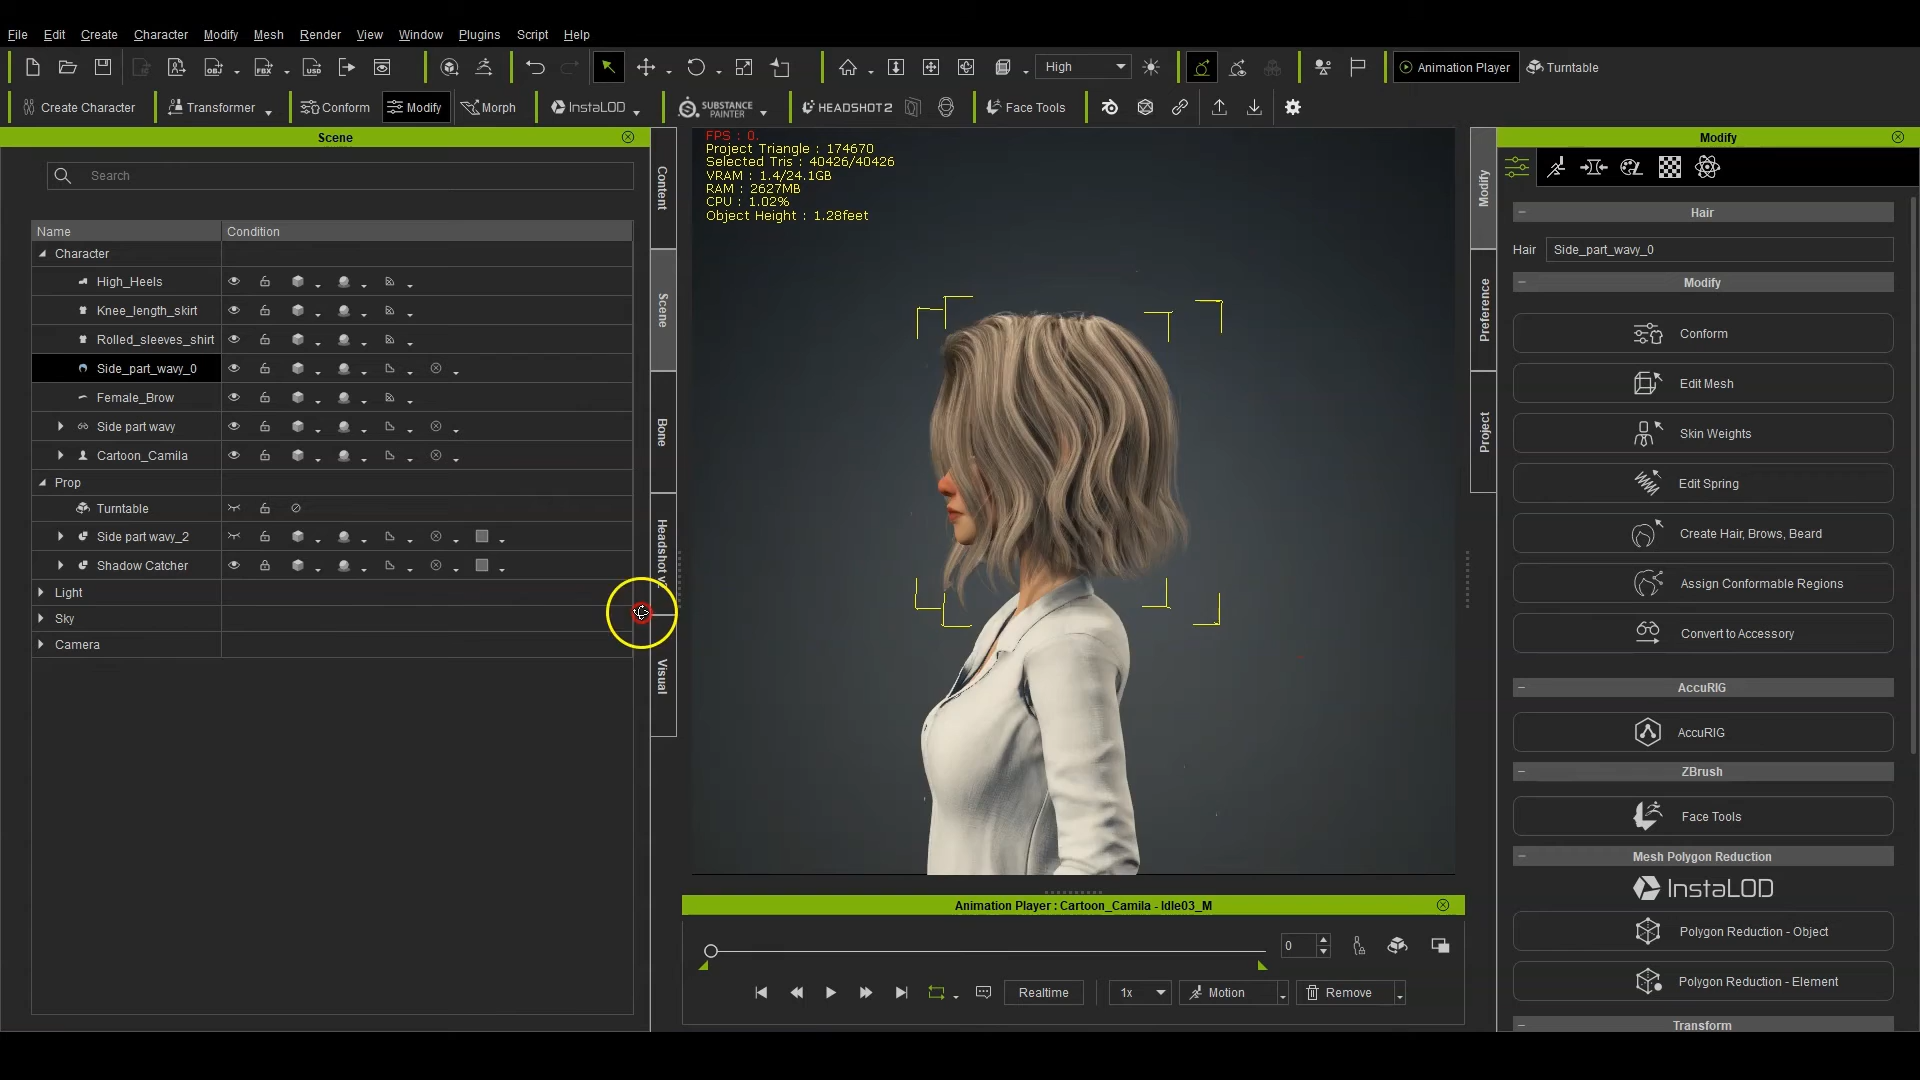 File Edit Create Character Modify Mesh Render View Window Plugins Script Help
High Animation Player Turntable
Create Character Transformer Conform Modify Morph InstaLOD SUBSTANCE PAINTER HEADSHOT 2 Face Tools
Scene
Search
Name Condition
Character
High_Heels
Knee_length_skirt
Rolled_sleeves_shirt
Side_part_wavy_0
Female_Brow
Side part wavy
Cartoon_Camila
Prop
Turntable
Side part wavy_2
Shadow Catcher
Light
Sky
Camera
Content
Scene
Bone
Headshot v
Visual
FPS : 0.
Project Triangle : 174670
Selected Tris : 40426/40426
VRAM : 1.4/24.1GB
RAM : 2627MB
CPU : 1.02%
Object Height : 1.28feet
Animation Player : Cartoon_Camila - Idle03_M
0
Realtime 1x Motion Remove
Modify
Preference
Project
Modify
Hair
Hair Side_part_wavy_0
Modify
Conform
Edit Mesh
Skin Weights
Edit Spring
Create Hair, Brows, Beard
Assign Conformable Regions
Convert to Accessory
AccuRIG
AccuRIG
ZBrush
Face Tools
Mesh Polygon Reduction
InstaLOD
Polygon Reduction - Object
Polygon Reduction - Element
Transform